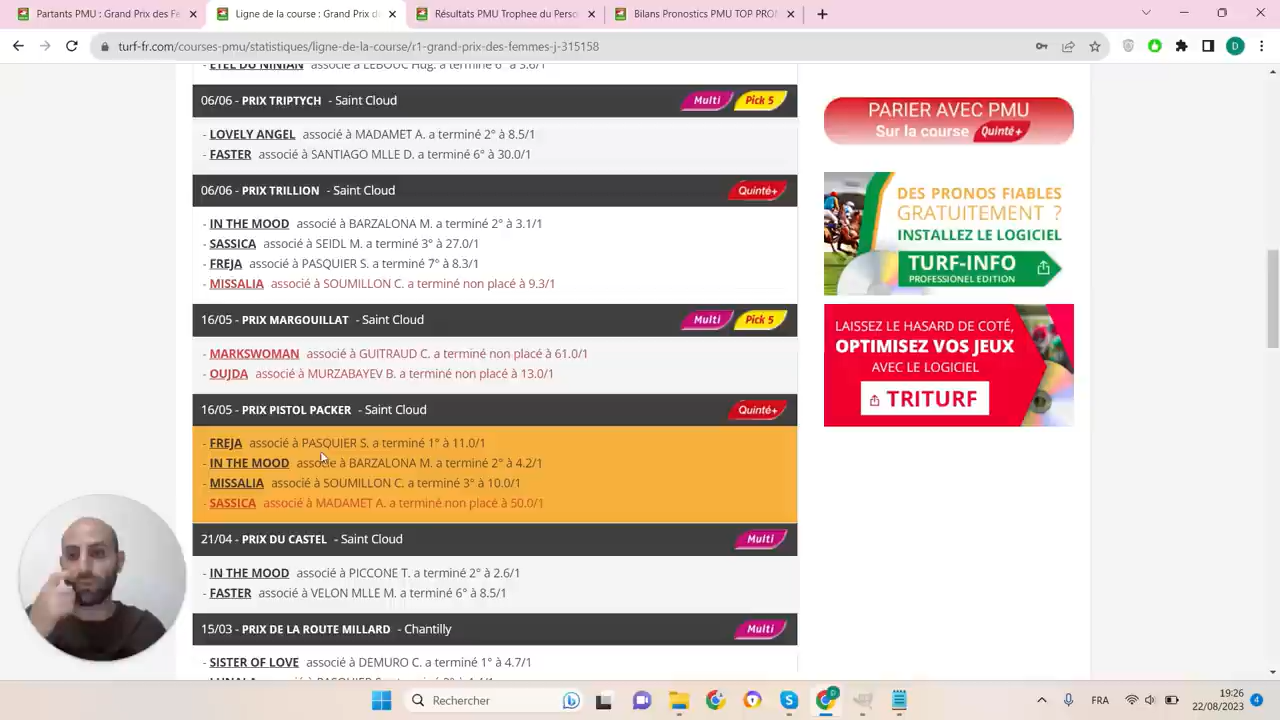 Grand Prix des Fe
Ligne de la course : Grand Prix d
Résultats PMU Trophée du Perso
Bilans Pronostics PMU TOP PRO
turf-fr.com/courses-pmu/statistiques/ligne-de-la-course/r1-grand-prix-des-femmes-j-315158
D
06/06 - PRIX TRIPTYCH - Saint Cloud Multi Pick 5
- LOVELY ANGEL associé à MADAMET A. a terminé 2° à 8.5/1
- FASTER associé à SANTIAGO MLLE D. a terminé 6° à 30.0/1
06/06 - PRIX TRILLION - Saint Cloud Quinté+
- IN THE MOOD associé à BARZALONA M. a terminé 2° à 3.1/1
- SASSICA associé à SEIDL M. a terminé 3° à 27.0/1
- FREJA associé à PASQUIER S. a terminé 7° à 8.3/1
- MISSALIA associé à SOUMILLON C. a terminé non placé à 9.3/1
16/05 - PRIX MARGOUILLAT - Saint Cloud Multi Pick 5
- MARKSWOMAN associé à GUITRAUD C. a terminé non placé à 61.0/1
- OUJDA associé à MURZABAYEV B. a terminé non placé à 13.0/1
16/05 - PRIX PISTOL PACKER - Saint Cloud Quinté+
- FREJA associé à PASQUIER S. a terminé 1° à 11.0/1
- IN THE MOOD associé à BARZALONA M. a terminé 2° à 4.2/1
- MISSALIA associé à SOUMILLON C. a terminé 3° à 10.0/1
- SASSICA associé à MADAMET A. a terminé non placé à 50.0/1
21/04 - PRIX DU CASTEL - Saint Cloud Multi
- IN THE MOOD associé à PICCONE T. a terminé 2° à 2.6/1
- FASTER associé à VELON MLLE M. a terminé 6° à 8.5/1
15/03 - PRIX DE LA ROUTE MILLARD - Chantilly Multi
- SISTER OF LOVE associé à DEMURO C. a terminé 1° à 4.7/1
PARIER AVEC PMU
Sur la course Quinté+
DES PRONOS FIABLES
GRATUITEMENT ?
INSTALLEZ LE LOGICIEL
TURF-INFO
PROFESSIONEL EDITION
LAISSEZ LE HASARD DE COTÉ,
OPTIMISEZ VOS JEUX
AVEC LE LOGICIEL
TRITURF
Rechercher
FRA
19:26
22/08/2023
4